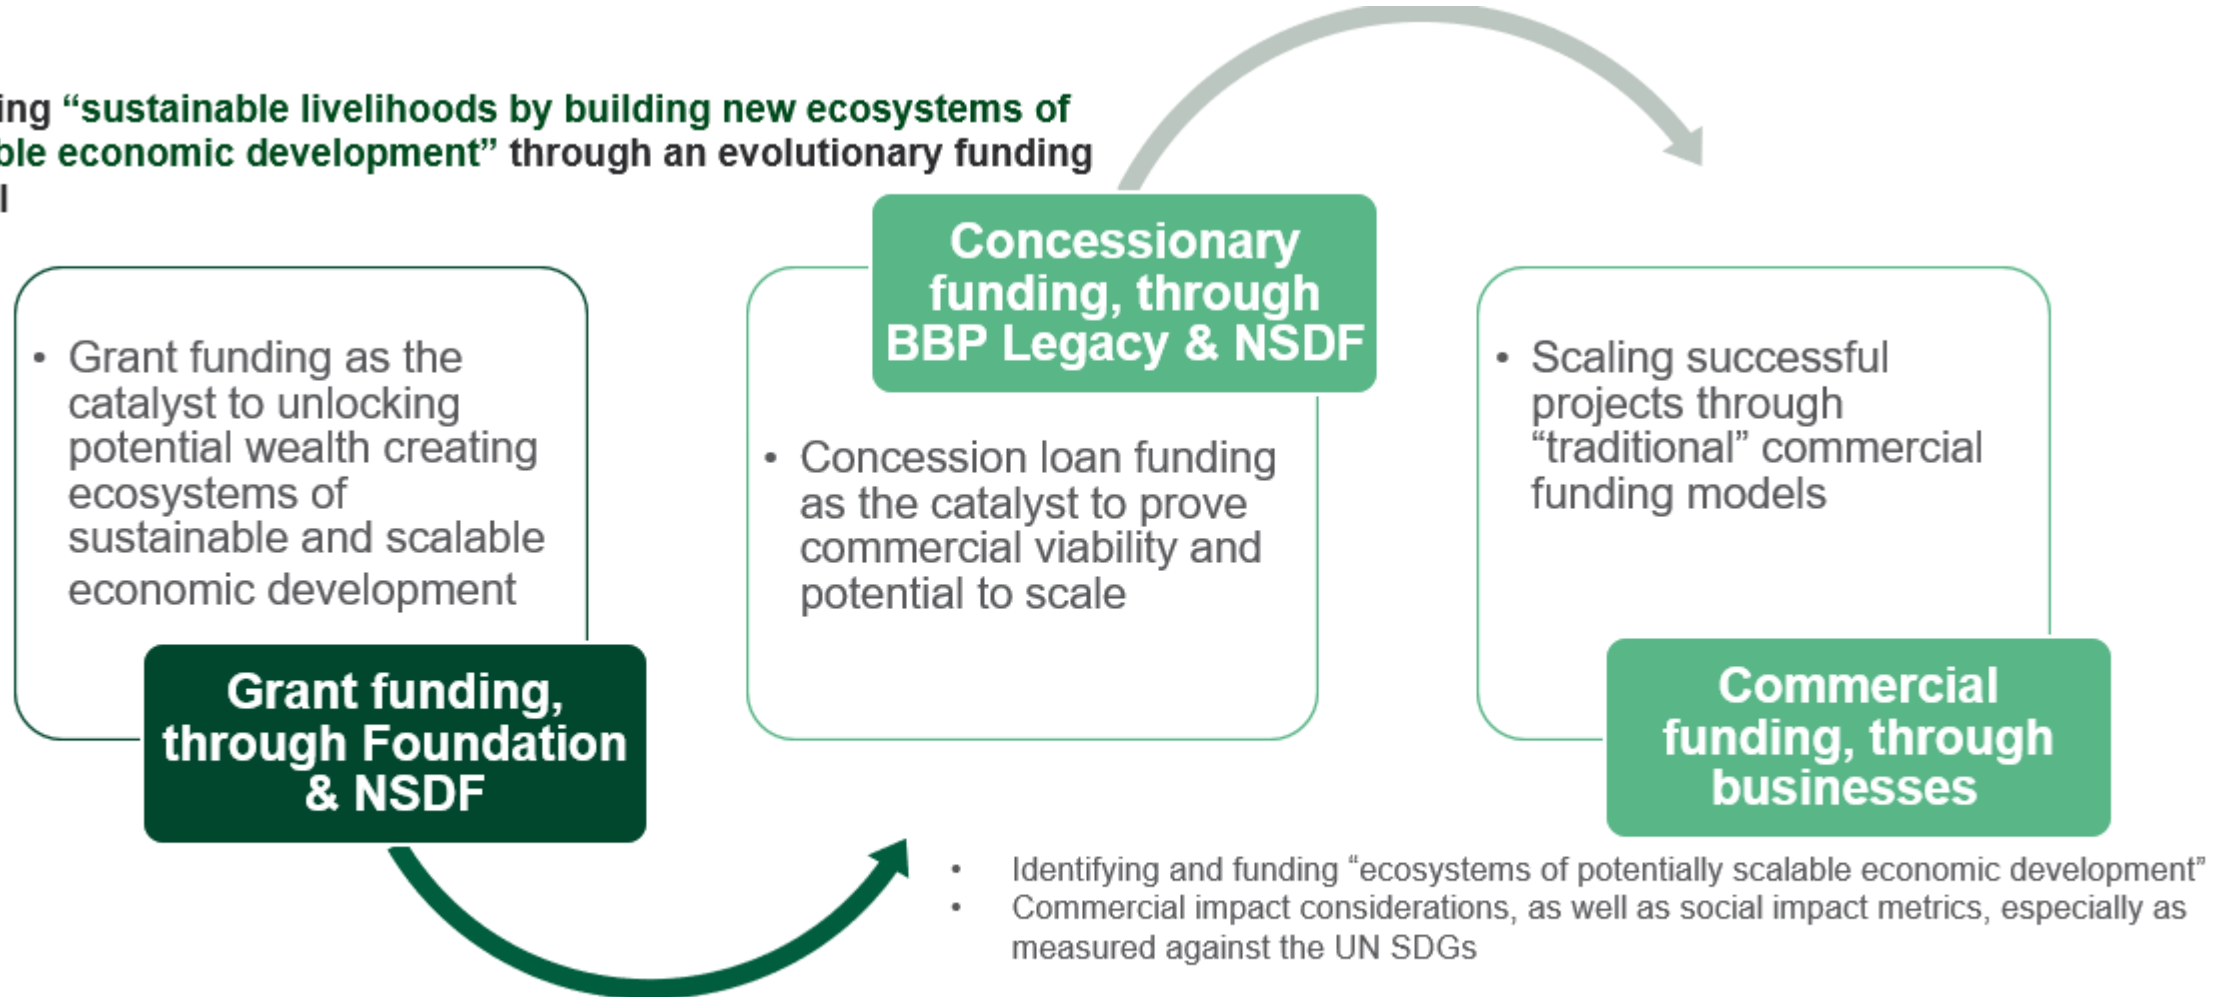 ing “sustainable livelihoods by building new ecosystems of
ble economic development” through an evolutionary funding
l
• Grant funding as the
catalyst to unlocking
potential wealth creating
ecosystems of
sustainable and scalable
economic development
Grant funding,
through Foundation
& NSDF
Concessionary
funding, through
BBP Legacy & NSDF
• Concession loan funding
as the catalyst to prove
commercial viability and
potential to scale
• Scaling successful
projects through
“traditional” commercial
funding models
Commercial
funding, through
businesses
• Identifying and funding “ecosystems of potentially scalable economic development”
• Commercial impact considerations, as well as social impact metrics, especially as
measured against the UN SDGs